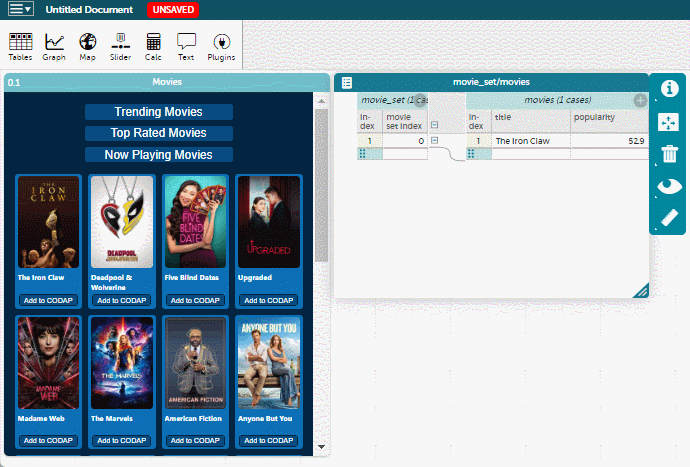 Untitled Document UNSAVED
Tables Graph Map Slider Calc Text Plugins
0.1 Movies
Trending Movies
Top Rated Movies
Now Playing Movies
THE
IRON
CLAW
DEADPOOL
FIVE
BLIND
DATES
UPGRADED
The Iron Claw
Deadpool &
Wolverine
Five Blind Dates
Upgraded
Add to CODAP Add to CODAP Add to CODAP Add to CODAP
MADAME
WEB
THE
MARVELS
AMERICAN FICTION
ANYONE BUT YOU
Madame Web The Marvels American Fiction Anyone But You
Add to CODAP Add to CODAP Add to CODAP Add to CODAP
movie_set/movies
movie_set (1 cas movies (1 cases)
in-
dex
movie
set index
in-
dex
title popularity
1 0 1 The Iron Claw 52.9